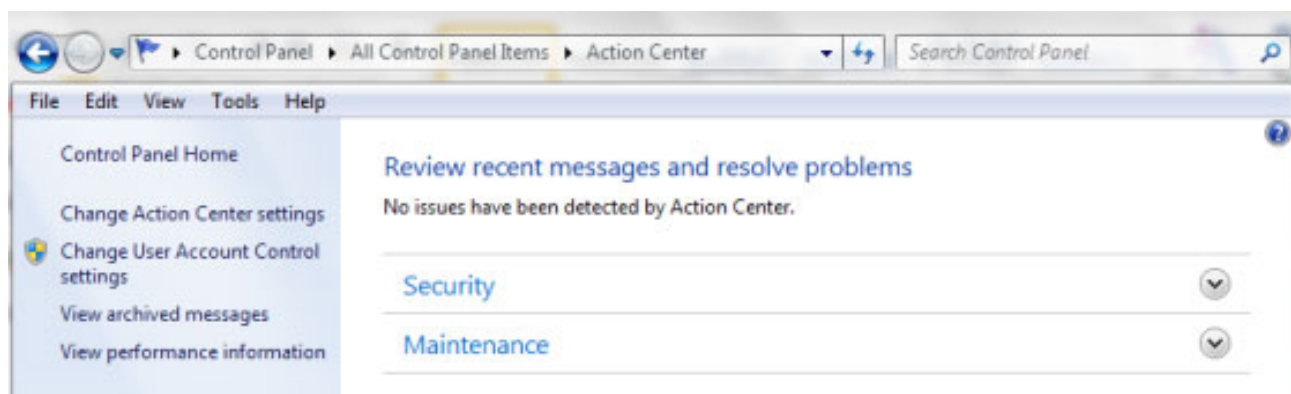 Control Panel All Control Panel Items Action Center Search Control Panel
File Edit View Tools Help
Control Panel Home
Change Action Center settings
Change User Account Control
settings
View archived messages
View performance information
Review recent messages and resolve problems
No issues have been detected by Action Center.
Security
Maintenance